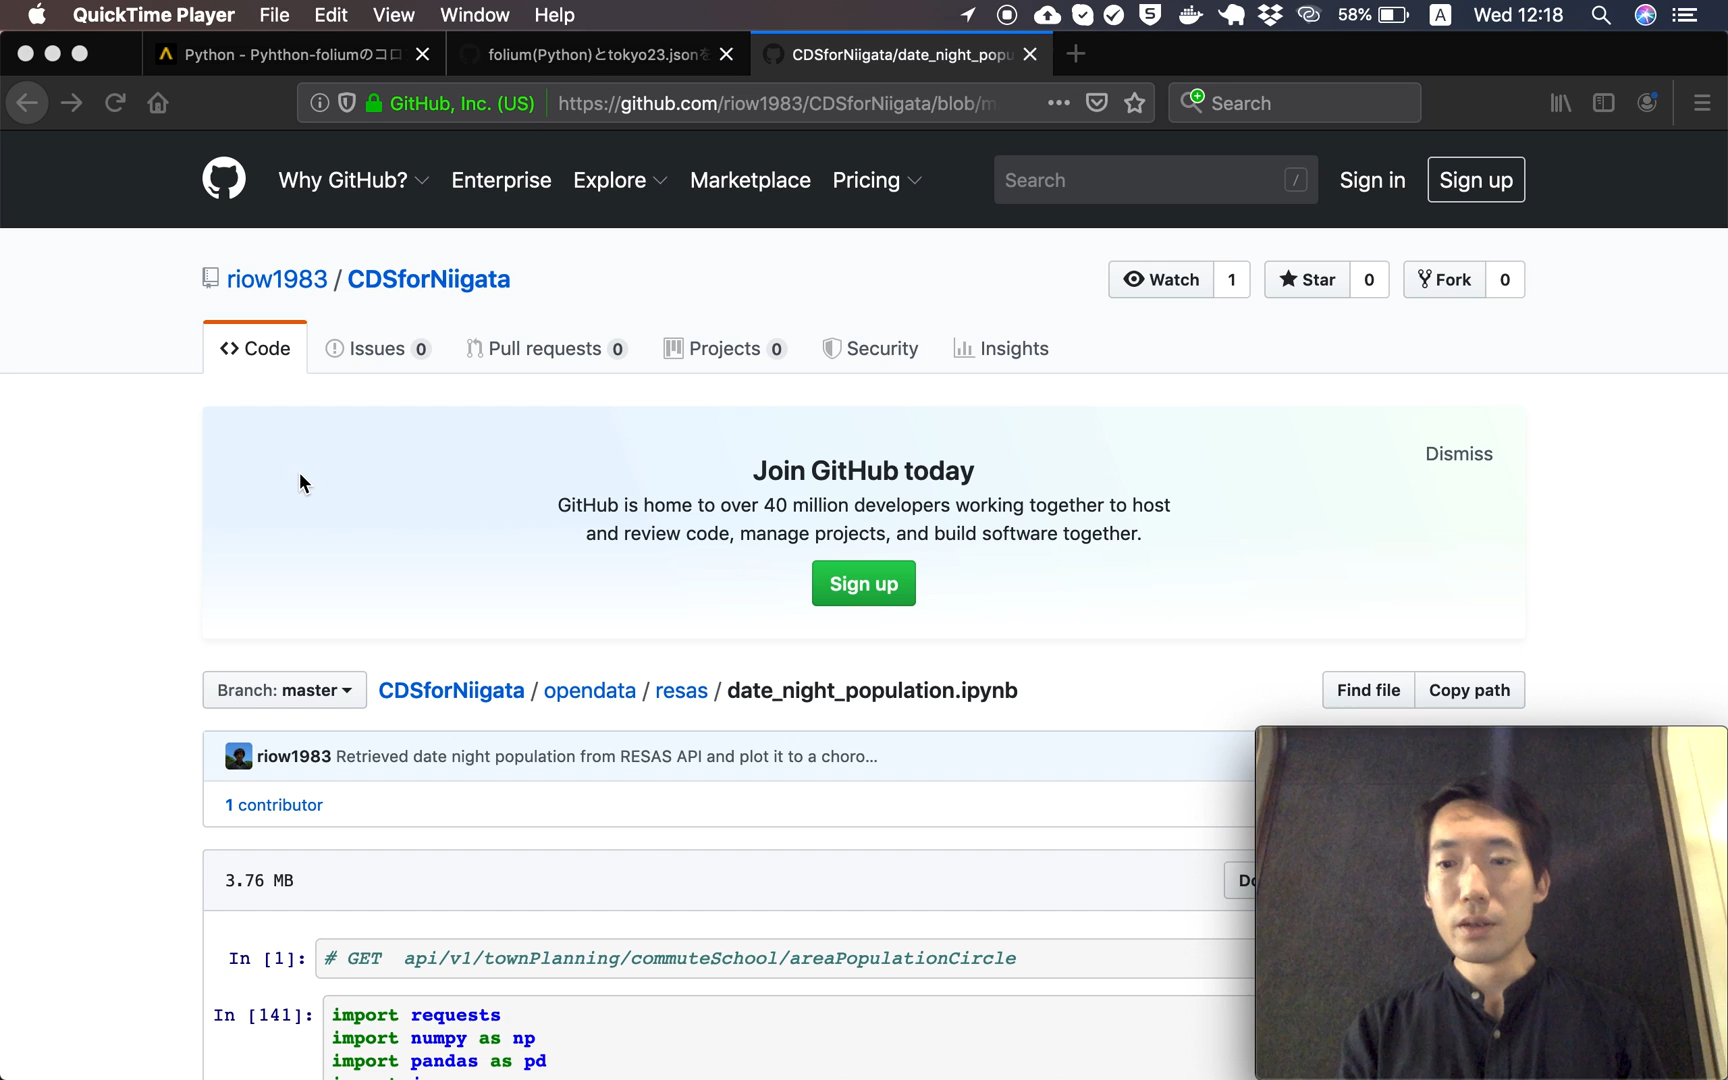 QuickTime Player File Edit View Window Help 58% A Wed 12:18
Python - Pyhthon-foliumのコロ
folium(Python)とtokyo23.jsonを
CDSforNiigata/date_night_popu
GitHub, Inc. (US) https://github.com/riow1983/CDSforNiigata/blob/m
Search
Why GitHub? Enterprise Explore Marketplace Pricing Search / Sign in Sign up
riow1983 / CDSforNiigata
Watch 1 Star 0 Fork 0
Code Issues 0 Pull requests 0 Projects 0 Security Insights
Dismiss
Join GitHub today
GitHub is home to over 40 million developers working together to host
and review code, manage projects, and build software together.
Sign up
Branch: master CDSforNiigata / opendata / resas / date_night_population.ipynb Find file Copy path
riow1983 Retrieved date night population from RESAS API and plot it to a choro...
1 contributor
3.76 MB
In [1]: # GET api/v1/townPlanning/commuteSchool/areaPopulationCircle
In [141]: import requests
import numpy as np
import pandas as pd